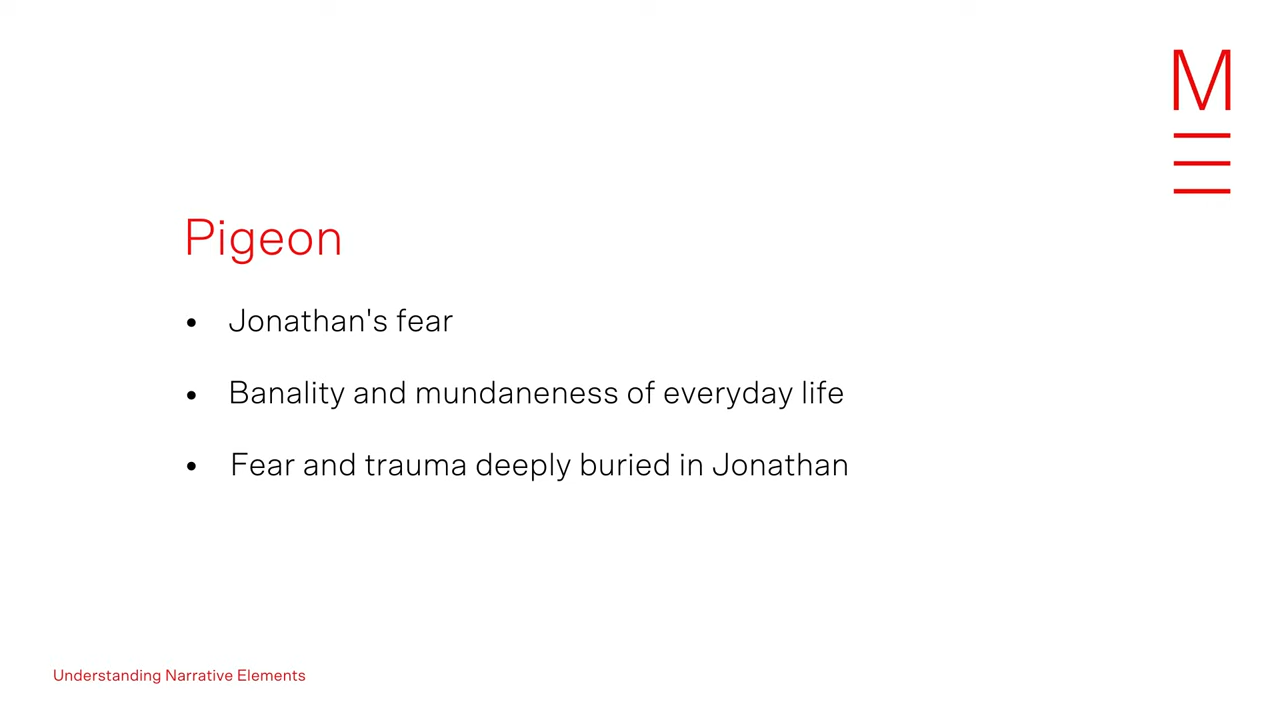 M
Pigeon
• Jonathan's fear
• Banality and mundaneness of everyday life
• Fear and trauma deeply buried in Jonathan
Understanding Narrative Elements